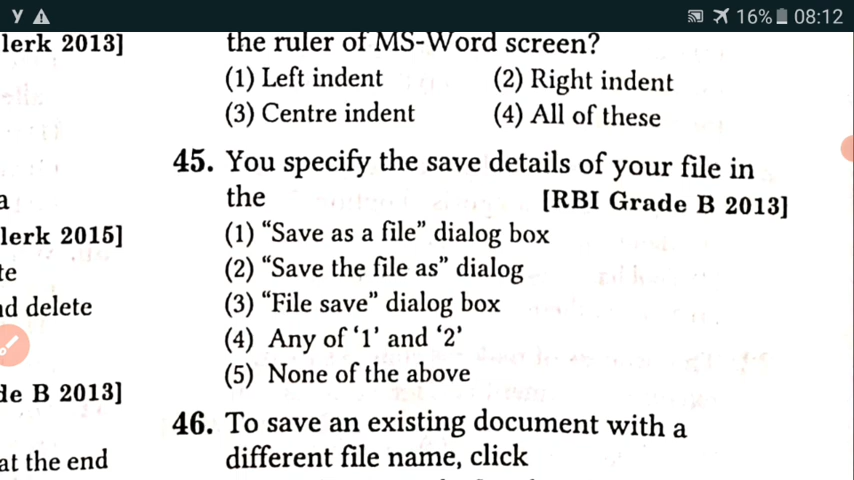 y 16% 08:12
lerk 2013]
a
lerk 2015]
te
nd delete
de B 2013]
at the end
the ruler of MS-Word screen?
(1) Left indent (2) Right indent
(3) Centre indent (4) All of these
45. You specify the save details of your file in
the [RBI Grade B 2013]
(1) “Save as a file” dialog box
(2) “Save the file as” dialog
(3) “File save” dialog box
(4) Any of ‘1’ and ‘2’
(5) None of the above
46. To save an existing document with a
different file name, click